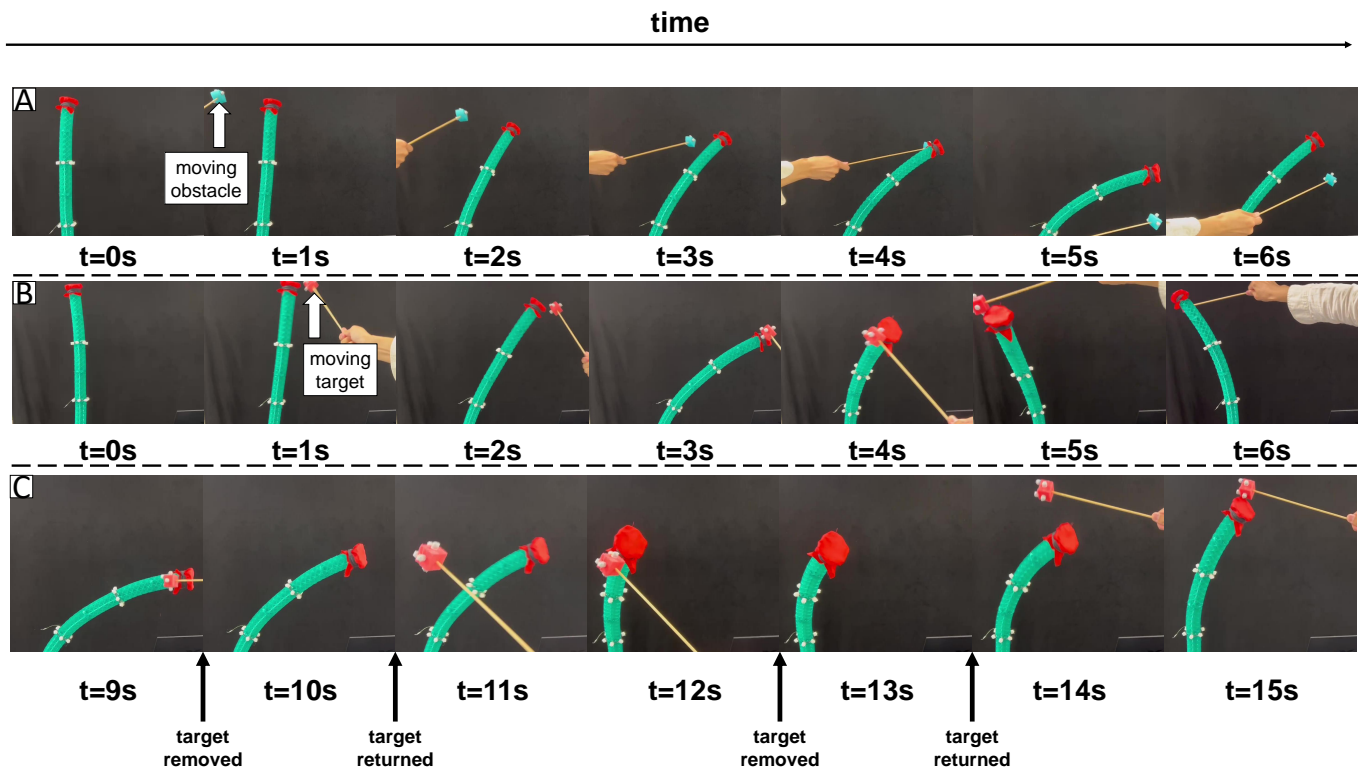 time
A
moving
obstacle
t=0s t=1s t=2s t=3s t=4s t=5s t=6s
B
moving
target
t=0s t=1s t=2s t=3s t=4s t=5s t=6s
C
t=9s t=10s t=11s t=12s t=13s t=14s t=15s
target
removed
target
returned
target
removed
target
returned